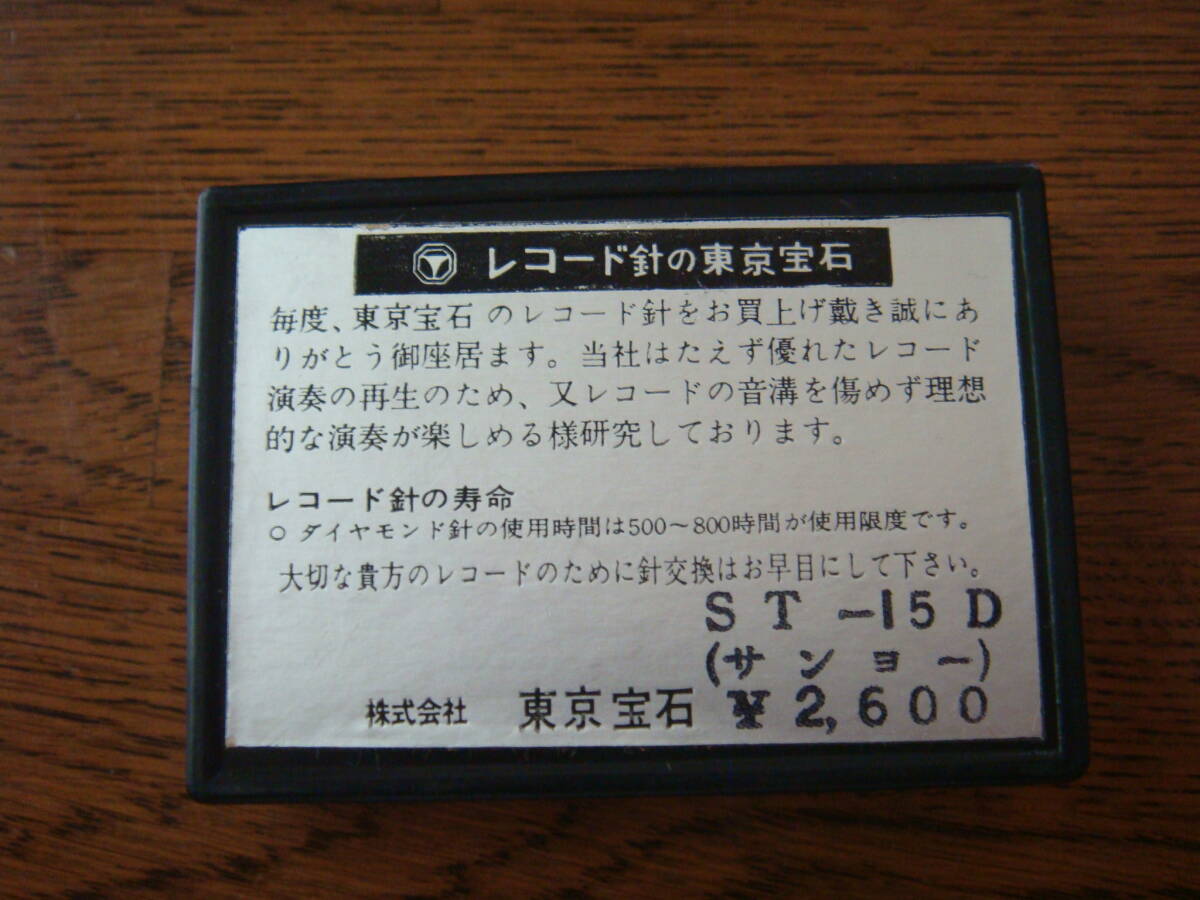 レコード針の東京宝石
毎度、東京宝石のレコード針をお買上げ戴き誠にあ
りがとう御座居ます。当社はたえず優れたレコード
演奏の再生のため、又レコードの音溝を傷めず理想
的な演奏が楽しめる様研究しております。
レコード針の寿命
○ ダイヤモンド針の使用時間は500〜800時間が使用限度です。
大切な貴方のレコードのために針交換はお早目にして下さい。
ST-15D
(サンヨー)
株式会社 東京宝石 ¥2,600